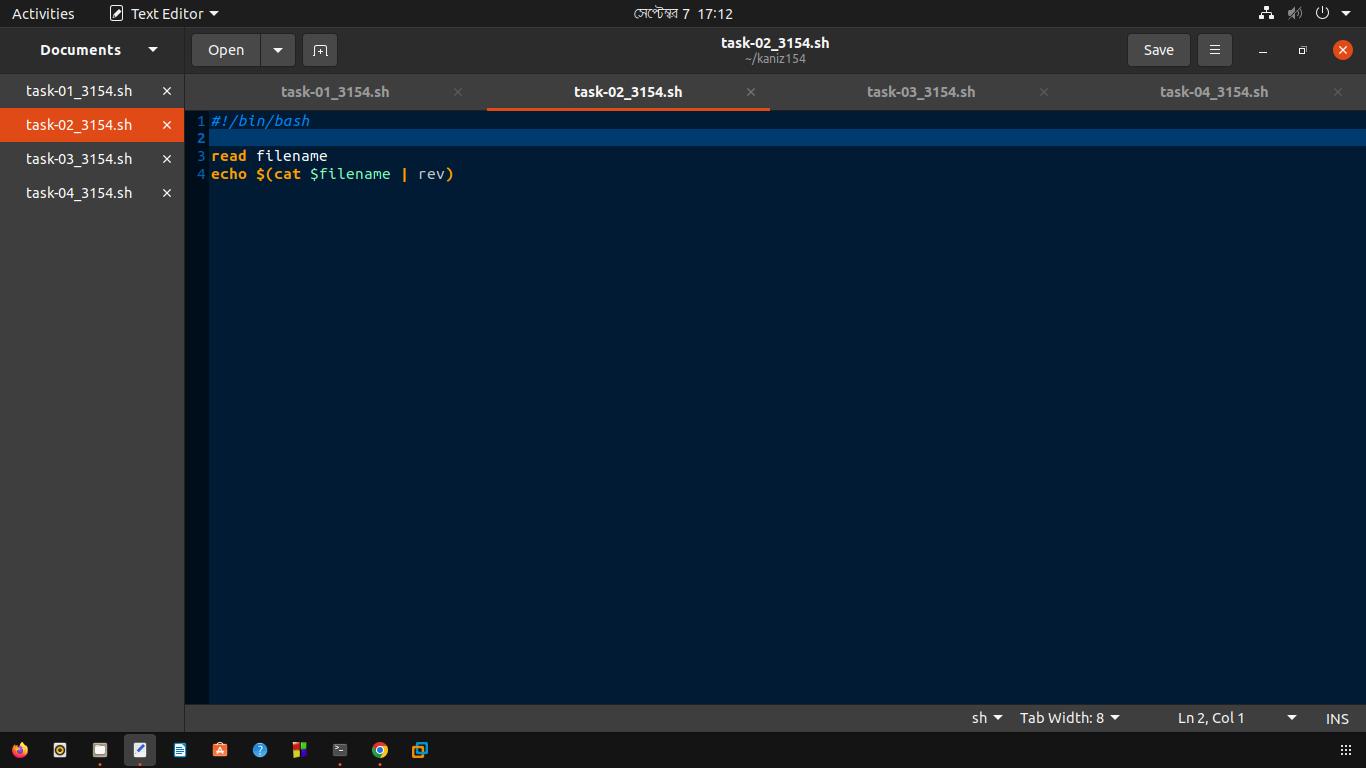 Activities Text Editor সেপ্টেম্বর 7 17:12
Documents Open task-02_3154.sh Save
~/kaniz154
task-01_3154.sh × task-01_3154.sh × task-02_3154.sh × task-03_3154.sh × task-04_3154.sh ×
task-02_3154.sh ×
task-03_3154.sh ×
task-04_3154.sh ×
1 #!/bin/bash
2
3 read filename
4 echo $(cat $filename | rev)
sh Tab Width: 8 Ln 2, Col 1 INS